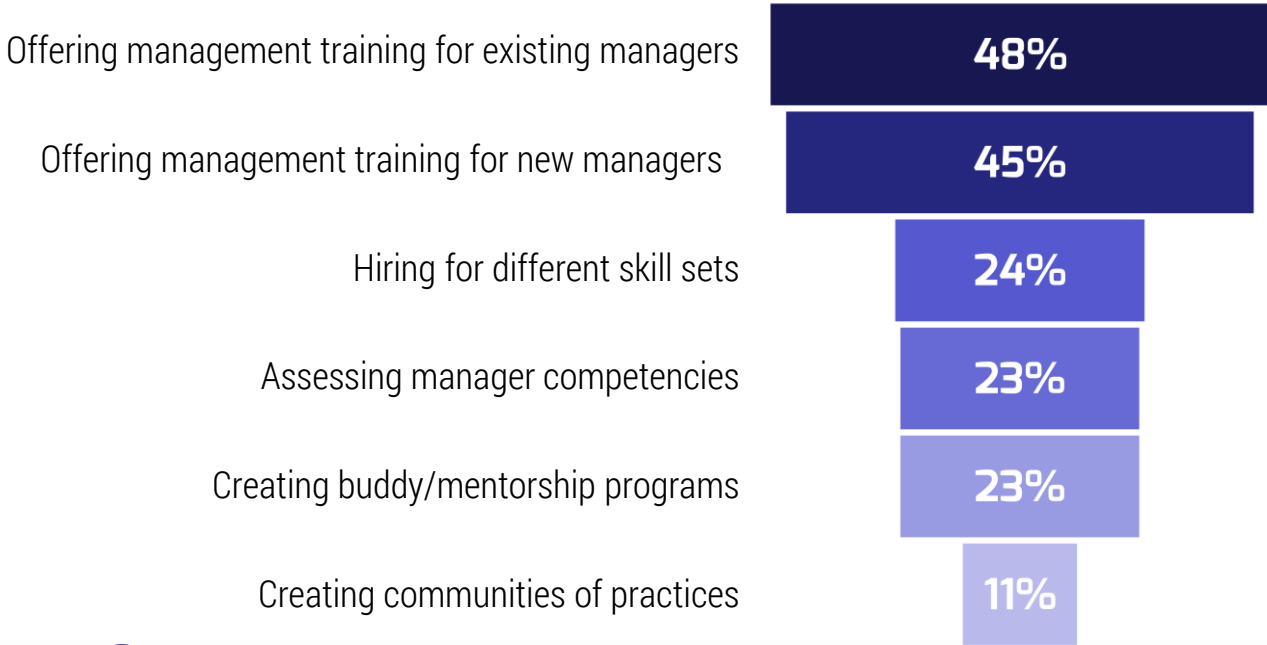 Offering management training for existing managers 48%
Offering management training for new managers 45%
Hiring for different skill sets 24%
Assessing manager competencies 23%
Creating buddy/mentorship programs 23%
Creating communities of practices 11%